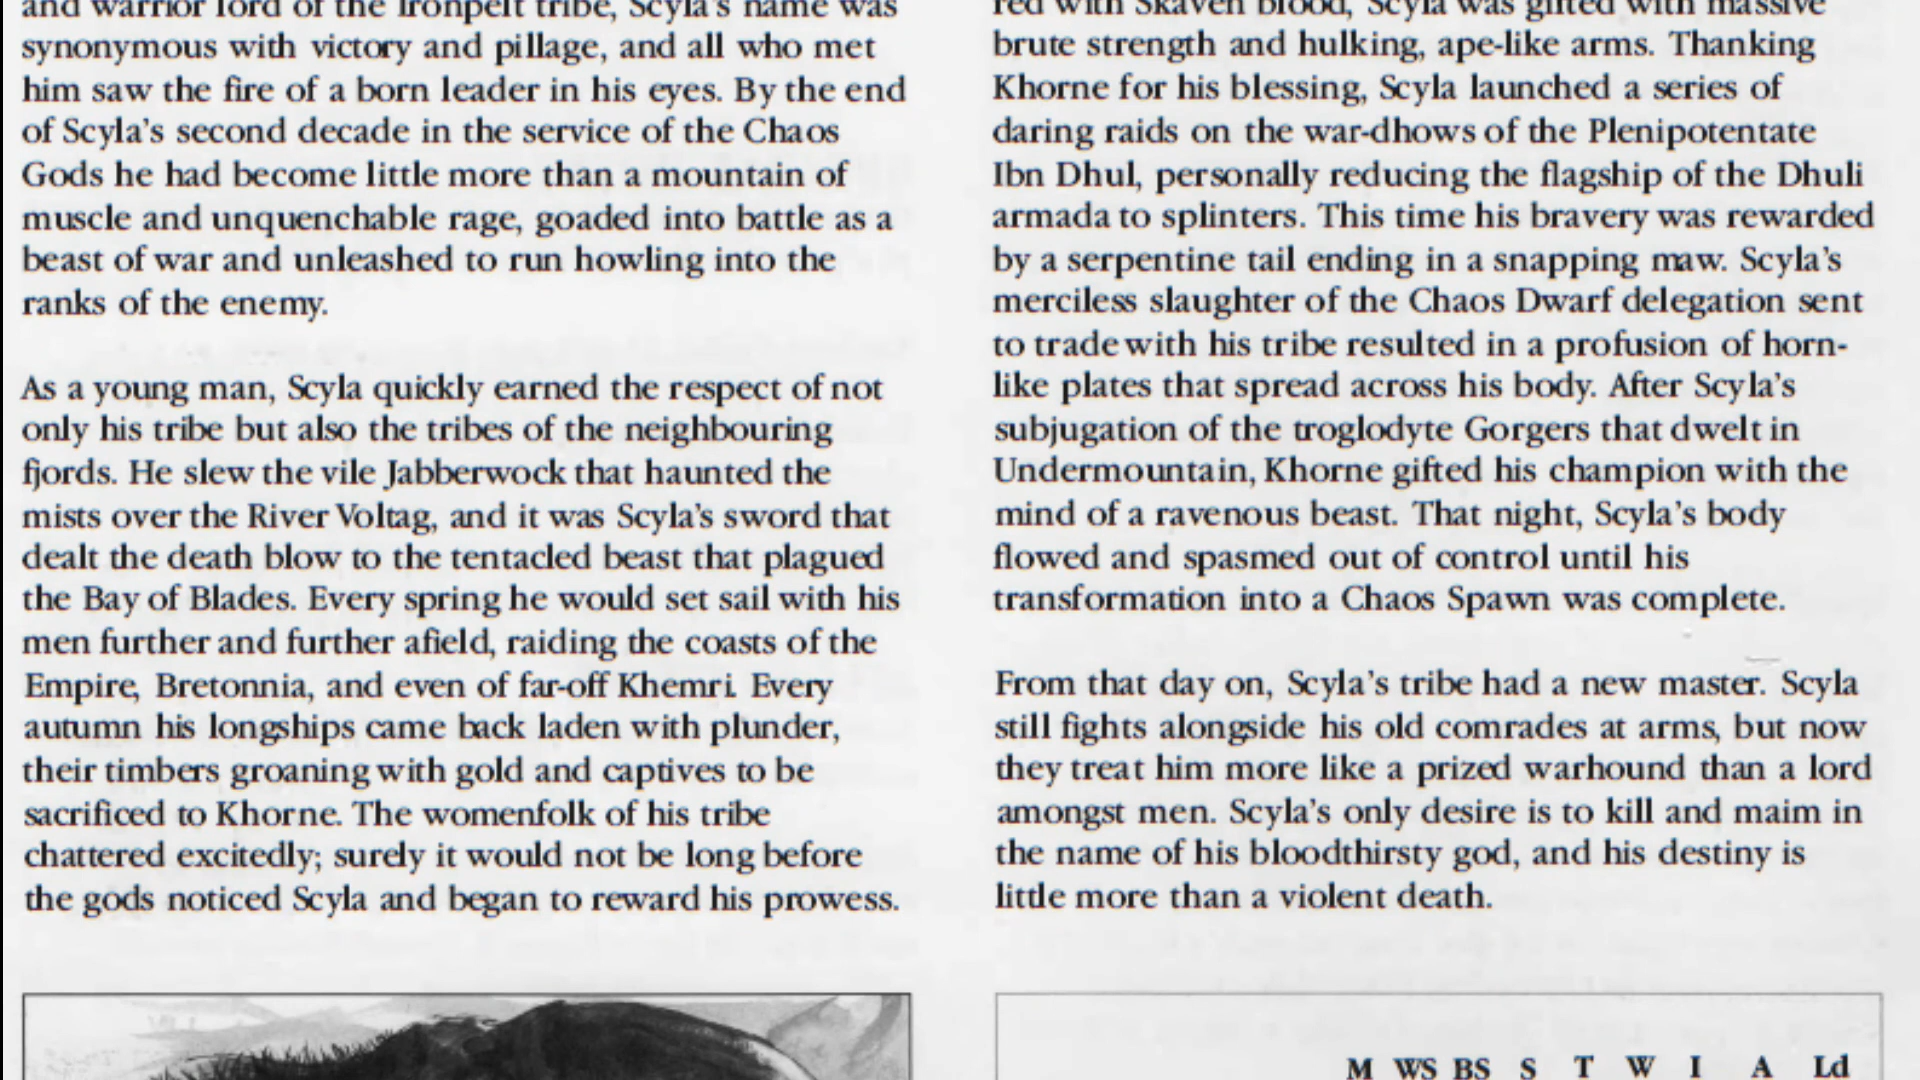 and warrior lord of the Ironpelt tribe, Scyla's name was
synonymous with victory and pillage, and all who met
him saw the fire of a born leader in his eyes. By the end
of Scyla's second decade in the service of the Chaos
Gods he had become little more than a mountain of
muscle and unquenchable rage, goaded into battle as a
beast of war and unleashed to run howling into the
ranks of the enemy.
As a young man, Scyla quickly earned the respect of not
only his tribe but also the tribes of the neighbouring
fjords. He slew the vile Jabberwock that haunted the
mists over the River Voltag, and it was Scyla's sword that
dealt the death blow to the tentacled beast that plagued
the Bay of Blades. Every spring he would set sail with his
men further and further afield, raiding the coasts of the
Empire, Bretonnia, and even of far-off Khemri. Every
autumn his longships came back laden with plunder,
their timbers groaning with gold and captives to be
sacrificed to Khorne. The womenfolk of his tribe
chattered excitedly; surely it would not be long before
the gods noticed Scyla and began to reward his prowess.
red with Skaven blood, Scyla was gifted with massive
brute strength and hulking, ape-like arms. Thanking
Khorne for his blessing, Scyla launched a series of
daring raids on the war-dhows of the Plenipotentate
Ibn Dhul, personally reducing the flagship of the Dhuli
armada to splinters. This time his bravery was rewarded
by a serpentine tail ending in a snapping maw. Scyla's
merciless slaughter of the Chaos Dwarf delegation sent
to trade with his tribe resulted in a profusion of horn-
like plates that spread across his body. After Scyla's
subjugation of the troglodyte Gorgers that dwelt in
Undermountain, Khorne gifted his champion with the
mind of a ravenous beast. That night, Scyla's body
flowed and spasmed out of control until his
transformation into a Chaos Spawn was complete.
From that day on, Scyla's tribe had a new master. Scyla
still fights alongside his old comrades at arms, but now
they treat him more like a prized warhound than a lord
amongst men. Scyla's only desire is to kill and maim in
the name of his bloodthirsty god, and his destiny is
little more than a violent death.
M WS BS S T W I A Ld